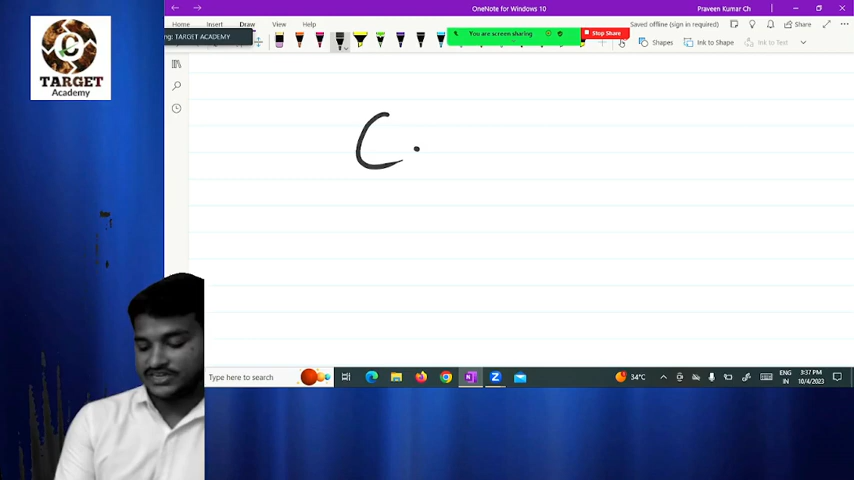 OneNote for Windows 10
Praveen Kumar Ch
Home Insert Draw View Help
Saved offline (sign in required)
Share
ng: TARGET ACADEMY
You are screen sharing
Stop Share
Shapes
Ink to Shape
Ink to Text
TARGET
Academy
C.
Type here to search
34°C
ENG
IN
3:37 PM
10/4/2023